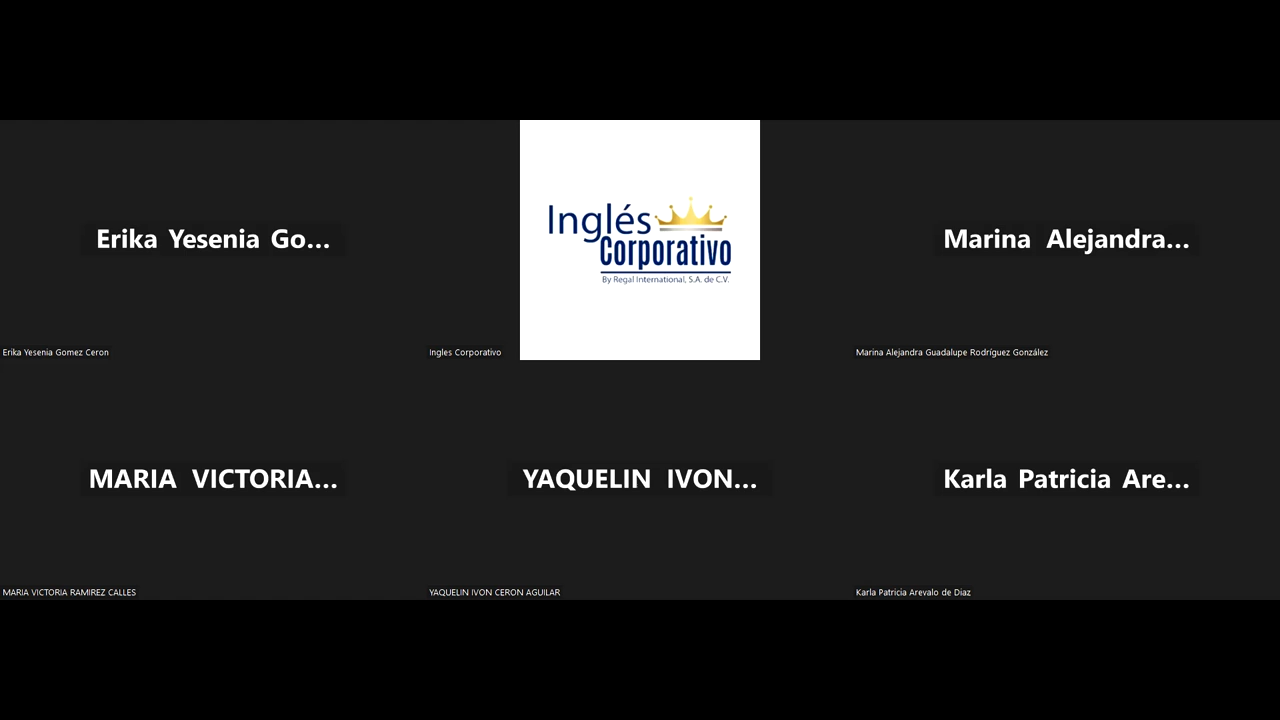 Erika Yesenia Go...
Erika Yesenia Gomez Ceron
Inglés
Corporativo
By Regal International, S.A. de C.V.
Ingles Corporativo
Marina Alejandra...
Marina Alejandra Guadalupe Rodríguez González
MARIA VICTORIA...
MARIA VICTORIA RAMIREZ CALLES
YAQUELIN IVON...
YAQUELIN IVON CERON AGUILAR
Karla Patricia Are...
Karla Patricia Arevalo de Diaz